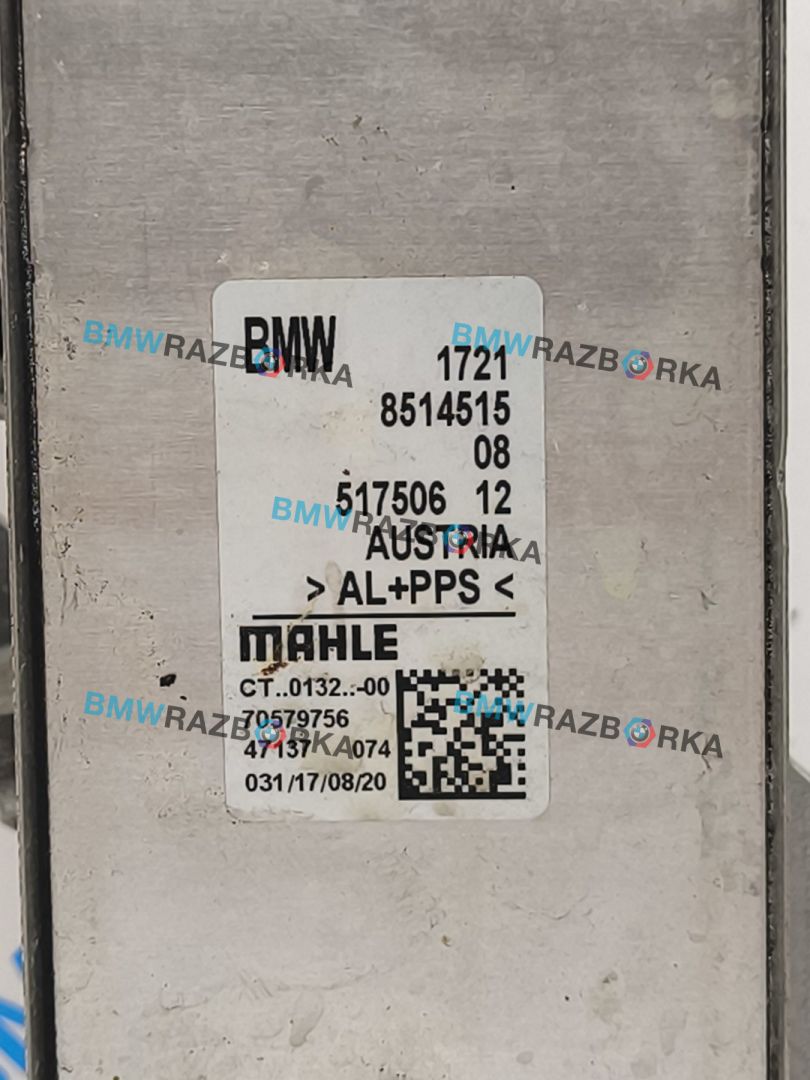 BMW
1721
8514515
08
517506 12
AUSTRIA
> AL+PPS <
MAHLE
CT..0132..-00
70579756
47137 074
031/17/08/20
BMWRAZBORKA
BMWRAZBORKA
BMWRAZBORKA
BMWRAZBORKA
BMWRAZBORKA